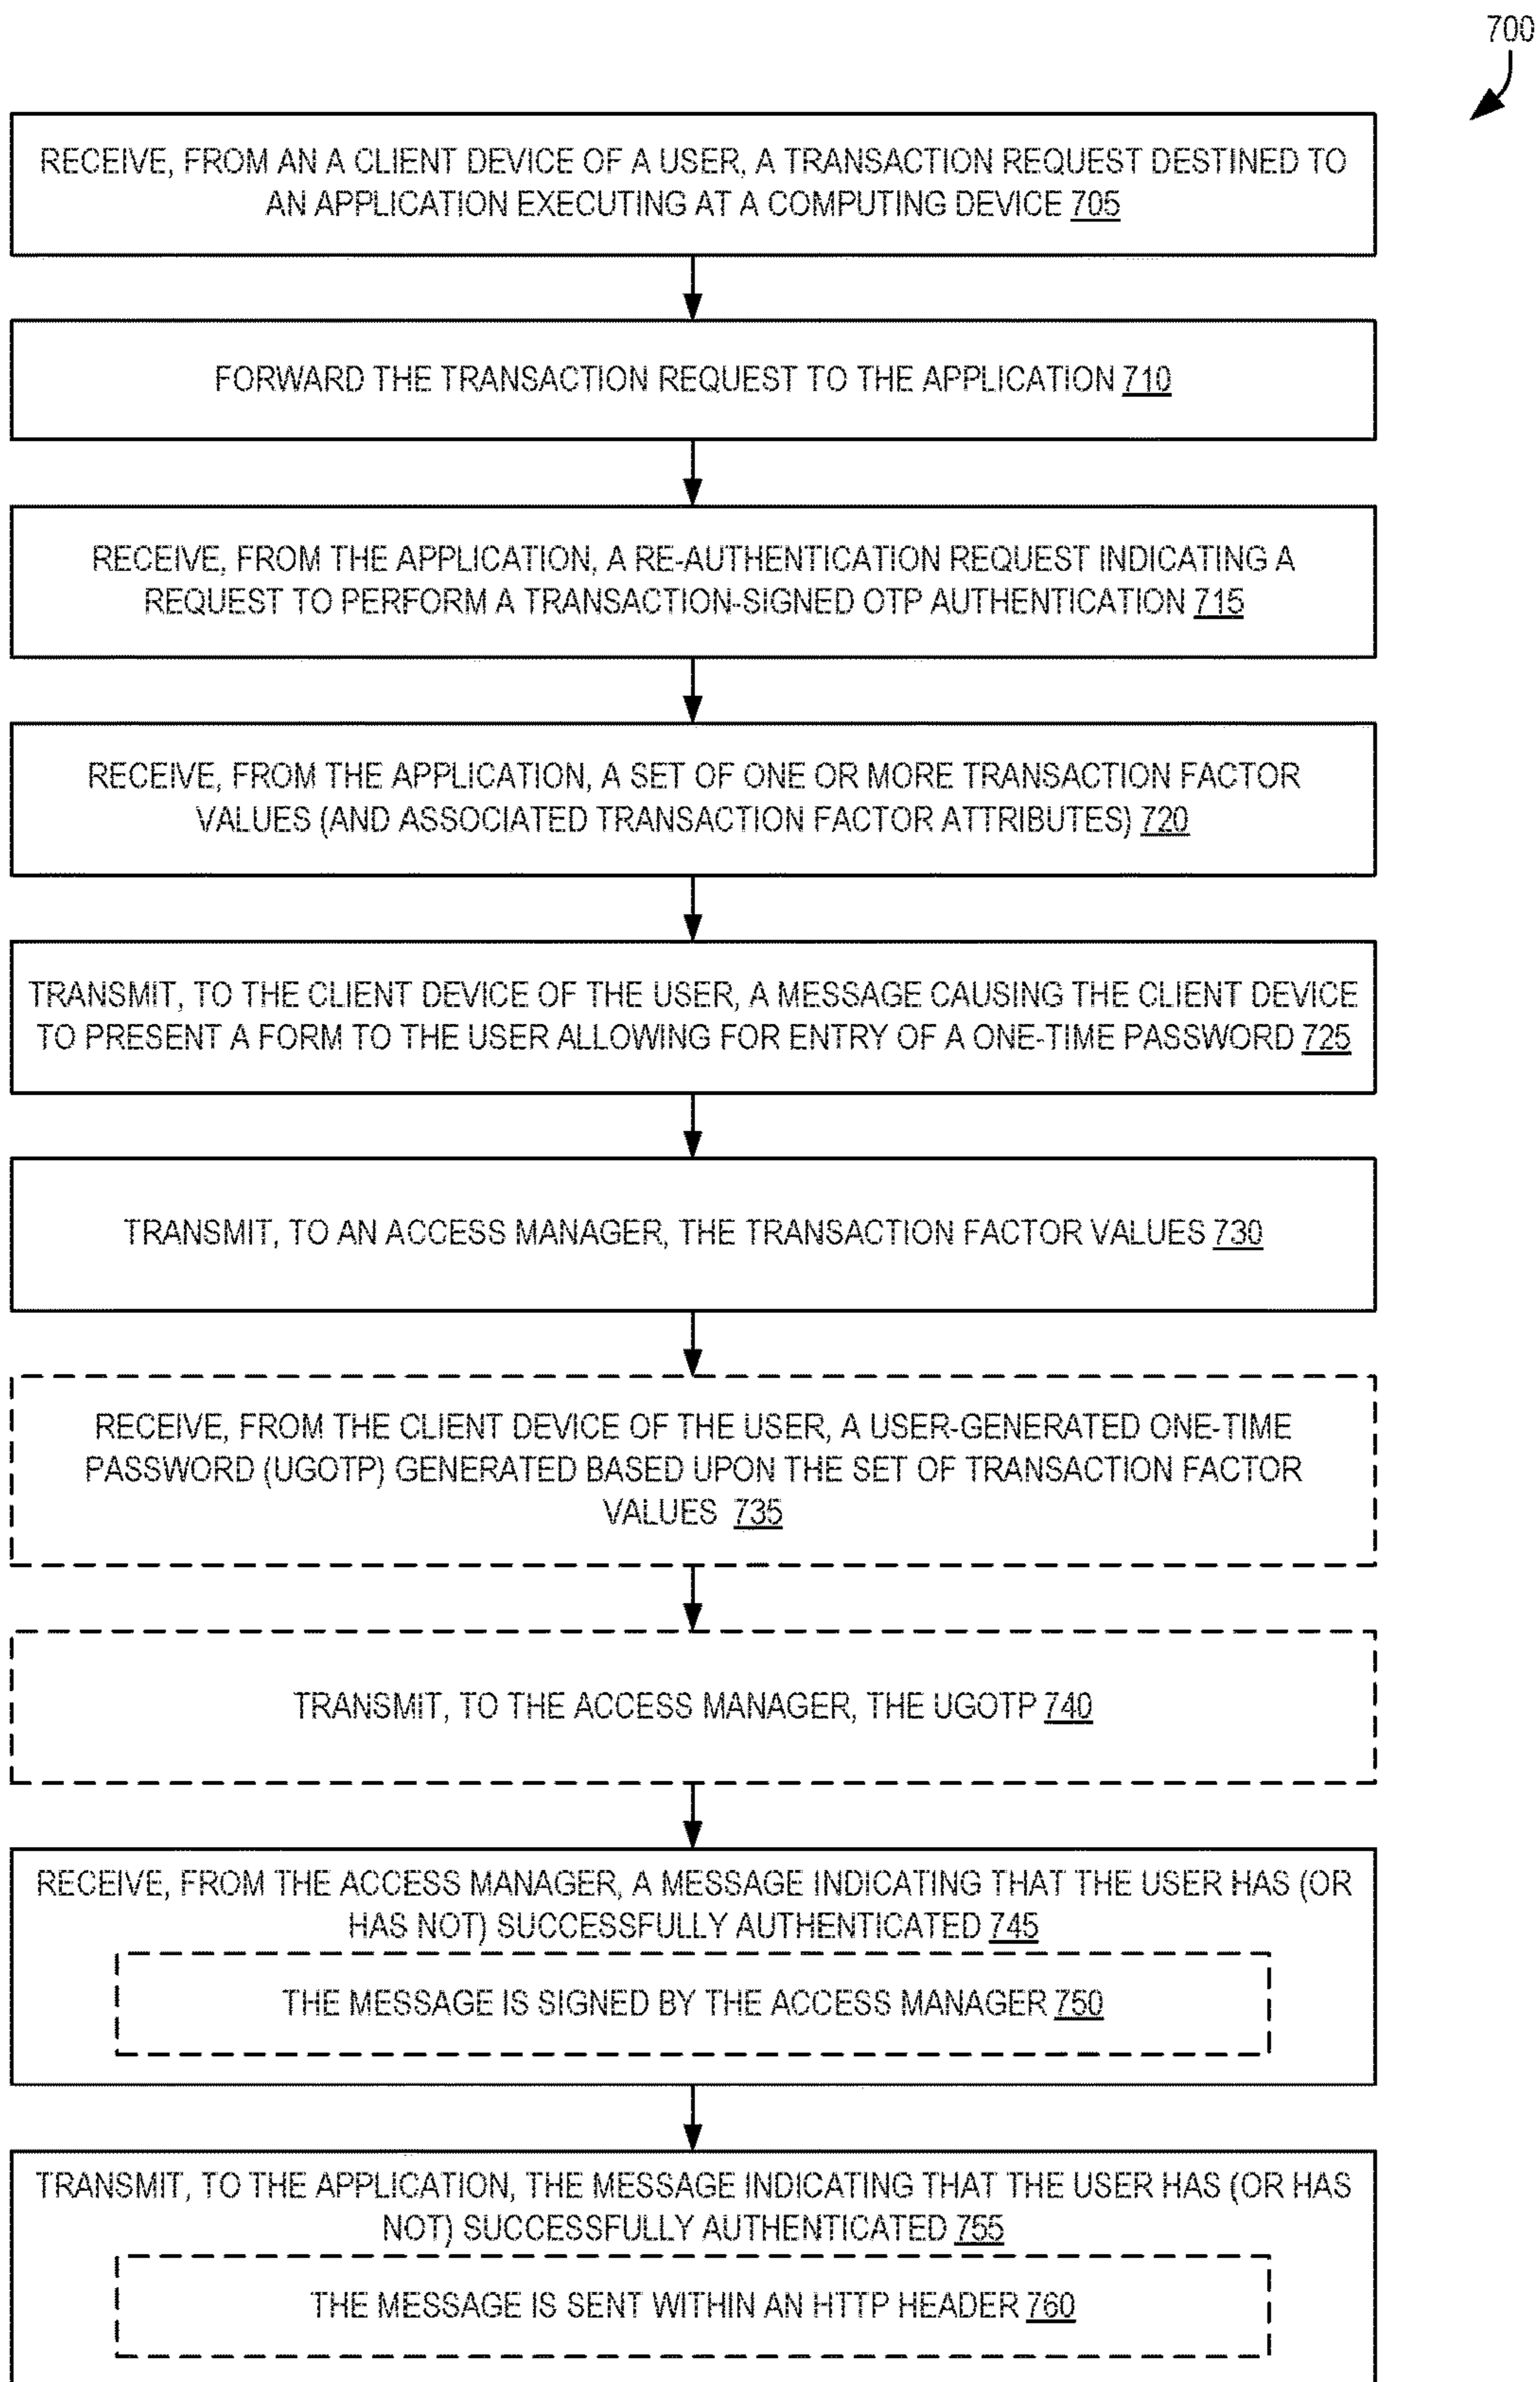 700
RECEIVE, FROM AN A CLIENT DEVICE OF A USER, A TRANSACTION REQUEST DESTINED TO
AN APPLICATION EXECUTING AT A COMPUTING DEVICE 705
FORWARD THE TRANSACTION REQUEST TO THE APPLICATION 710
RECEIVE, FROM THE APPLICATION, A RE-AUTHENTICATION REQUEST INDICATING A
REQUEST TO PERFORM A TRANSACTION-SIGNED OTP AUTHENTICATION 715
RECEIVE, FROM THE APPLICATION, A SET OF ONE OR MORE TRANSACTION FACTOR
VALUES (AND ASSOCIATED TRANSACTION FACTOR ATTRIBUTES) 720
TRANSMIT, TO THE CLIENT DEVICE OF THE USER, A MESSAGE CAUSING THE CLIENT DEVICE
TO PRESENT A FORM TO THE USER ALLOWING FOR ENTRY OF A ONE-TIME PASSWORD 725
TRANSMIT, TO AN ACCESS MANAGER, THE TRANSACTION FACTOR VALUES 730
RECEIVE, FROM THE CLIENT DEVICE OF THE USER, A USER-GENERATED ONE-TIME
PASSWORD (UGOTP) GENERATED BASED UPON THE SET OF TRANSACTION FACTOR
VALUES 735
TRANSMIT, TO THE ACCESS MANAGER, THE UGOTP 740
RECEIVE, FROM THE ACCESS MANAGER, A MESSAGE INDICATING THAT THE USER HAS (OR
HAS NOT) SUCCESSFULLY AUTHENTICATED 745
THE MESSAGE IS SIGNED BY THE ACCESS MANAGER 750
TRANSMIT, TO THE APPLICATION, THE MESSAGE INDICATING THAT THE USER HAS (OR HAS
NOT) SUCCESSFULLY AUTHENTICATED 755
THE MESSAGE IS SENT WITHIN AN HTTP HEADER 760